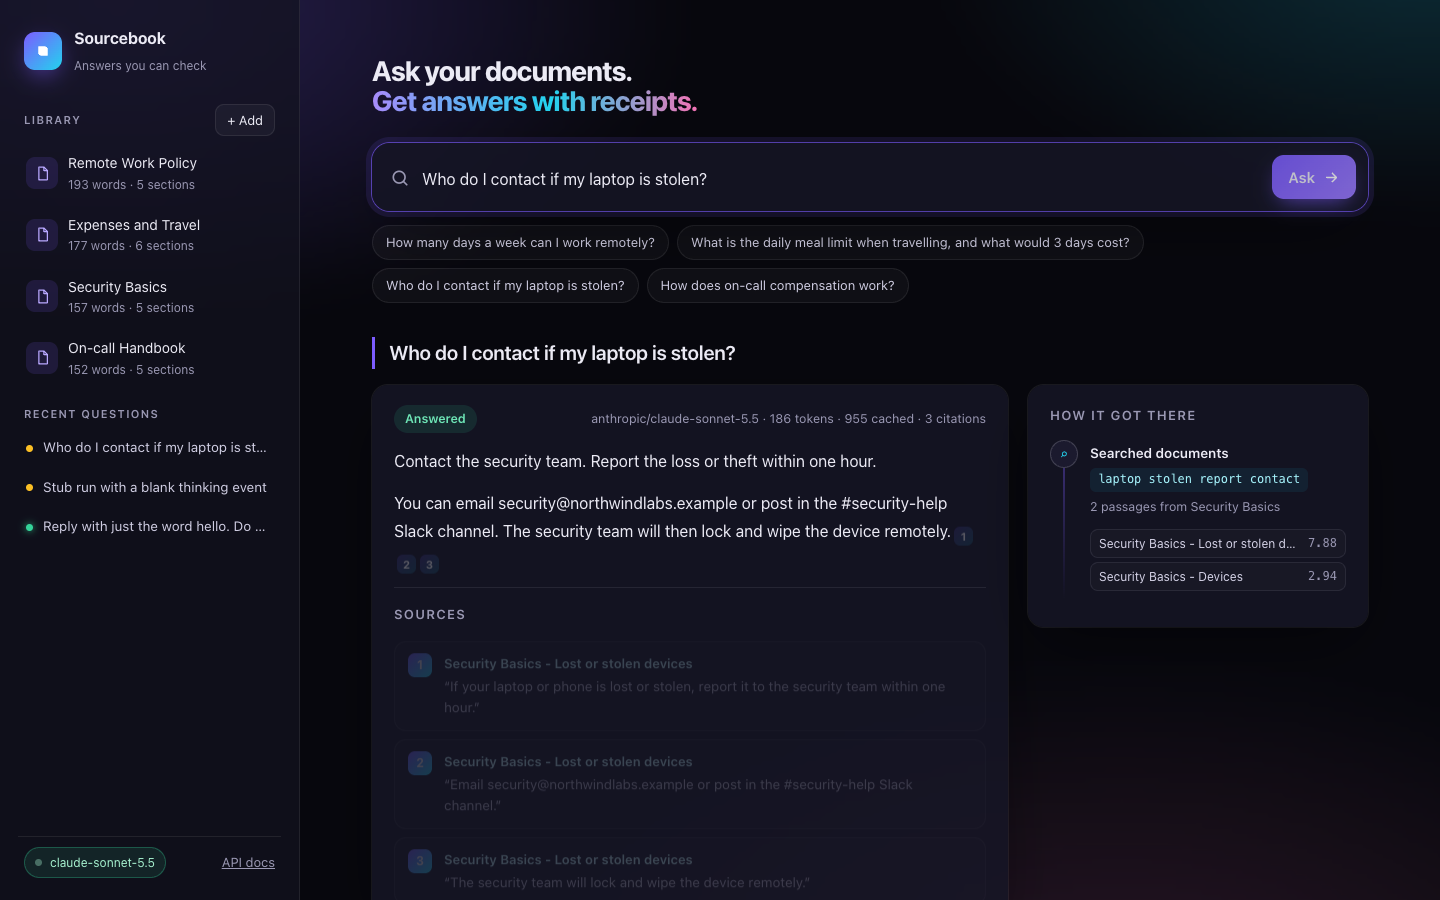 Sourcebook
Answers you can check
LIBRARY
+ Add
Remote Work Policy
193 words · 5 sections
Expenses and Travel
177 words · 6 sections
Security Basics
157 words · 5 sections
On-call Handbook
152 words · 5 sections
RECENT QUESTIONS
Who do I contact if my laptop is st...
Stub run with a blank thinking event
Reply with just the word hello. Do ...
claude-sonnet-5.5
API docs
Ask your documents.
Get answers with receipts.
Who do I contact if my laptop is stolen?
Ask →
How many days a week can I work remotely?
What is the daily meal limit when travelling, and what would 3 days cost?
Who do I contact if my laptop is stolen?
How does on-call compensation work?
Who do I contact if my laptop is stolen?
Answered
anthropic/claude-sonnet-5.5 · 186 tokens · 955 cached · 3 citations
Contact the security team. Report the loss or theft within one hour.
You can email security@northwindlabs.example or post in the #security-help
Slack channel. The security team will then lock and wipe the device remotely. 1
2 3
SOURCES
1
Security Basics - Lost or stolen devices
“If your laptop or phone is lost or stolen, report it to the security team within one
hour.”
2
Security Basics - Lost or stolen devices
“Email security@northwindlabs.example or post in the #security-help Slack
channel.”
3
Security Basics - Lost or stolen devices
“The security team will lock and wipe the device remotely.”
HOW IT GOT THERE
Searched documents
laptop stolen report contact
2 passages from Security Basics
Security Basics - Lost or stolen d... 7.88
Security Basics - Devices 2.94